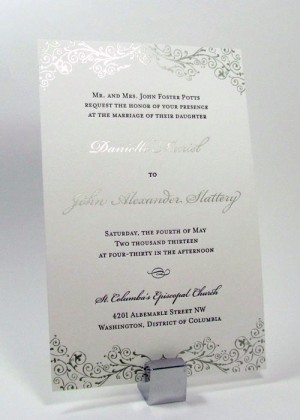 Mr. and Mrs. John Foster Potts
request the honor of your presence
at the marriage of their daughter
Danielle
to
John Alexander Slattery
Saturday, the fourth of May
Two thousand thirteen
at four-thirty in the afternoon
St. Columba's Episcopal Church
4201 Albemarle Street NW
Washington, District of Columbia